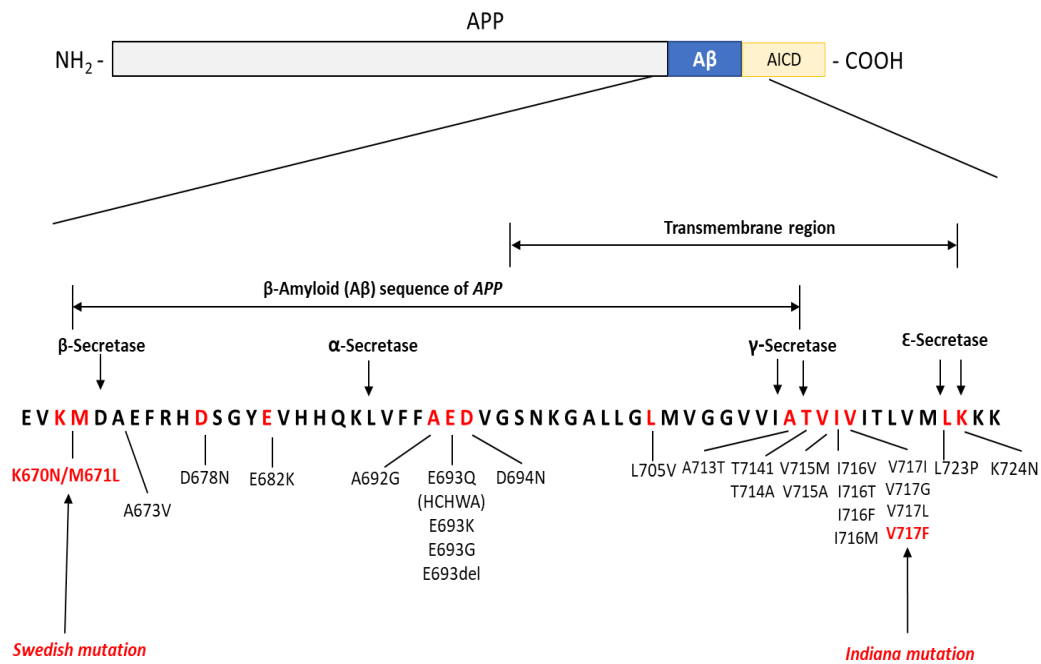 APP
NH₂ -
Aβ
AICD
- COOH
Transmembrane region
β-Amyloid (Aβ) sequence of APP
β-Secretase
α-Secretase
γ-Secretase
Ɛ-Secretase
E V K M D A E F R H D S G Y E V H H Q K L V F F A E D V G S N K G A L L G L M V G G V V I A T V I V I T L V M L K K K
K670N/M671L
A673V
D678N
E682K
A692G
E693Q
(HCHWA)
E693K
E693G
E693del
D694N
L705V
A713T
T7141
T714A
V715M
V715A
I716V
I716T
I716F
I716M
V717I
V717G
V717L
V717F
L723P
K724N
Swedish mutation
Indiana mutation